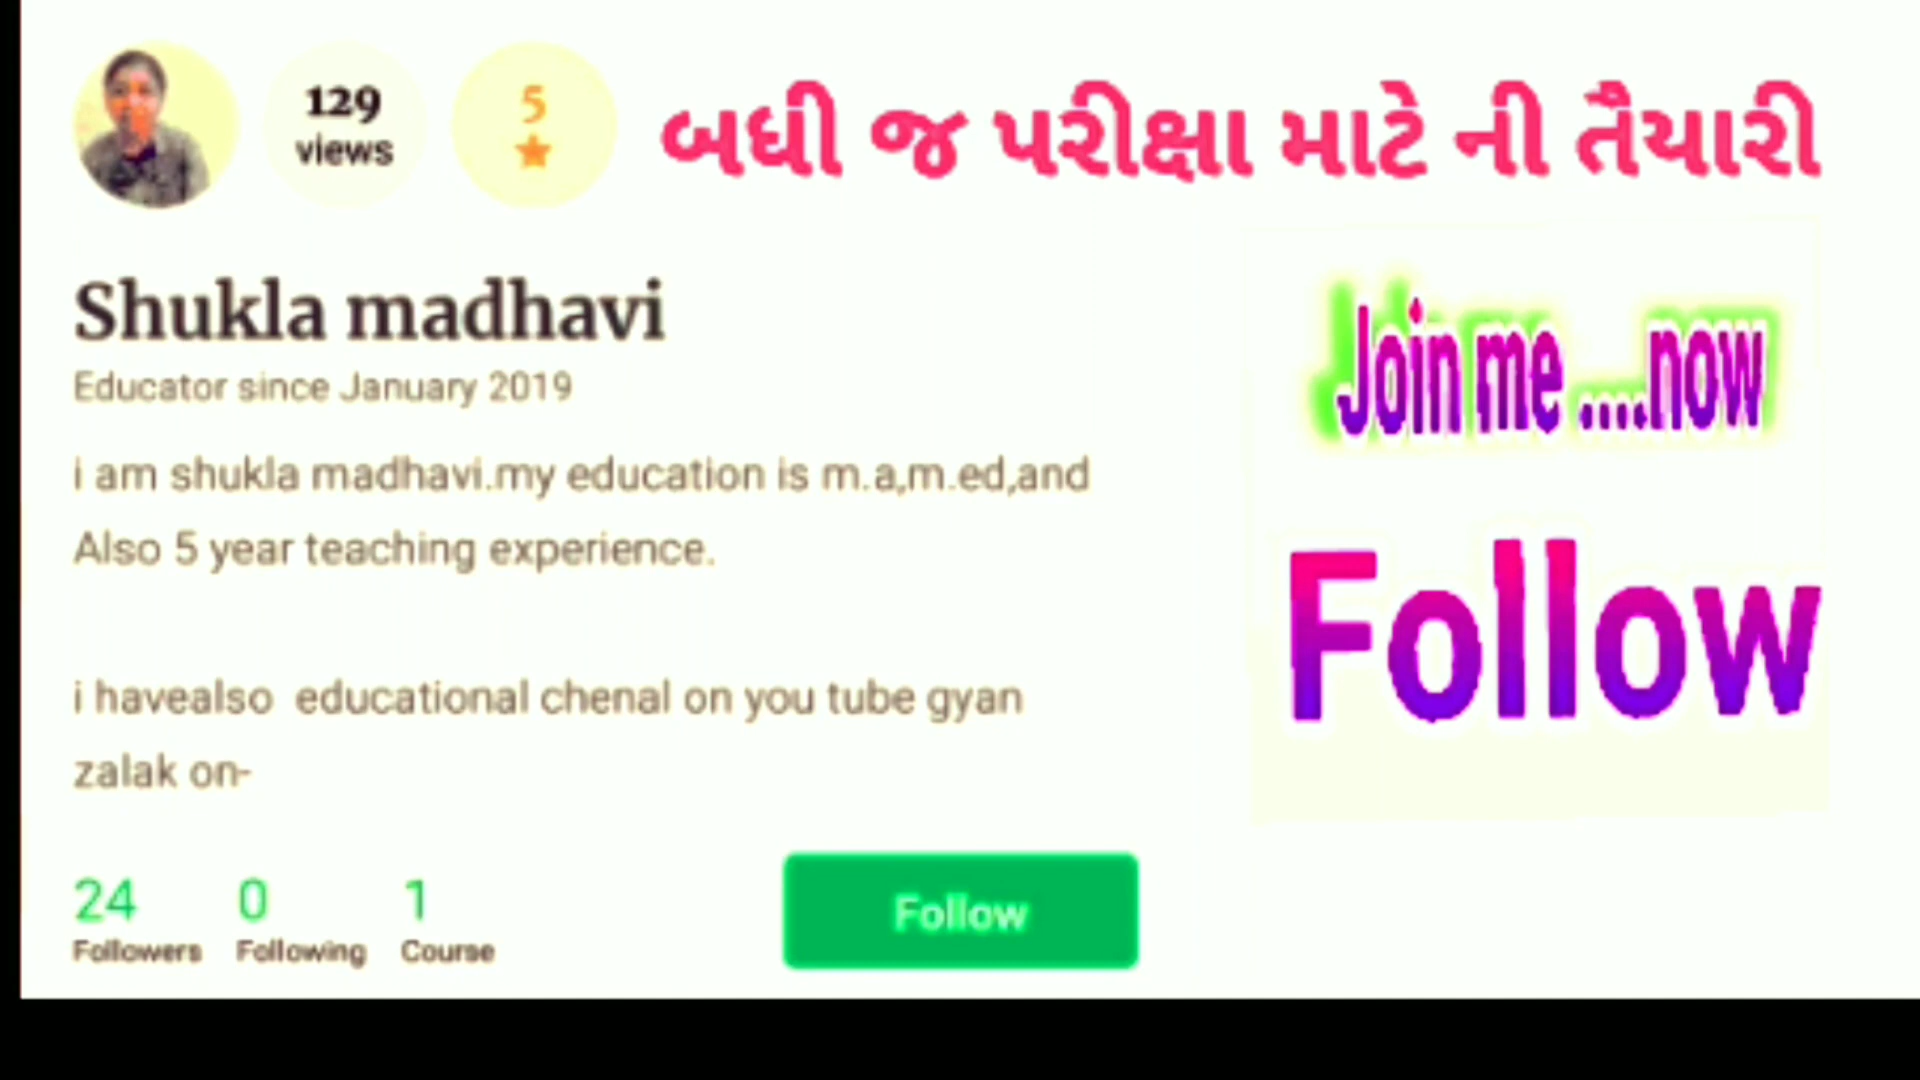 129
views
5
બધી જ પરીક્ષા માટે ની તૈયારી
Shukla madhavi
Educator since January 2019
i am shukla madhavi.my education is m.a,m.ed,and
Also 5 year teaching experience.
i havealso  educational chenal on you tube gyan
zalak on-
24 0 1
Followers Following Course
Follow
Join me ....now
Follow